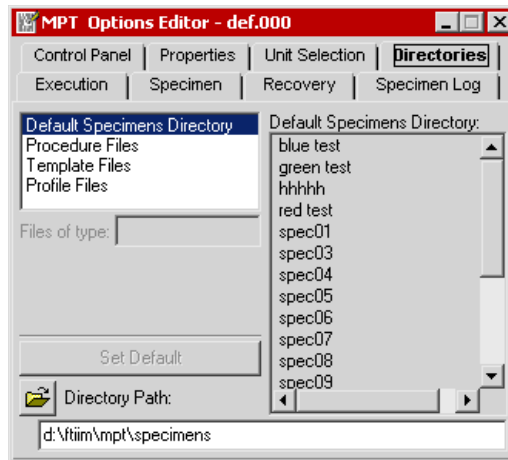 MPT Options Editor - def.000
Control Panel
Properties
Unit Selection
Directories
Execution
Specimen
Recovery
Specimen Log
Default Specimens Directory
Procedure Files
Template Files
Profile Files
Files of type:
Set Default
Default Specimens Directory:
blue test
green test
hhhhh
red test
spec01
spec03
spec04
spec05
spec06
spec07
spec08
spec09
Directory Path:
d:\ftiim\mpt\specimens